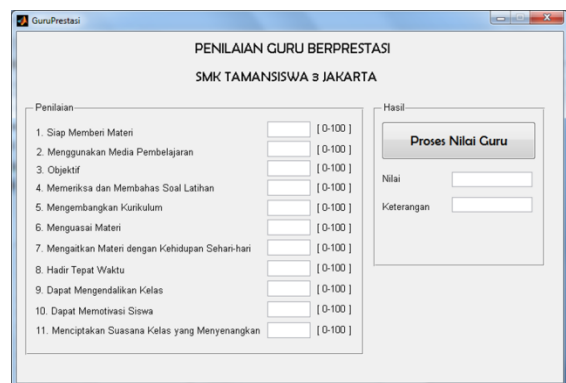 GuruPrestasi
PENILAIAN GURU BERPRESTASI
SMK TAMANSISWA 3 JAKARTA
Penilaian
1. Siap Memberi Materi [ 0-100 ]
2. Menggunakan Media Pembelajaran [ 0-100 ]
3. Objektif [ 0-100 ]
4. Memeriksa dan Membahas Soal Latihan [ 0-100 ]
5. Mengembangkan Kurikulum [ 0-100 ]
6. Menguasai Materi [ 0-100 ]
7. Mengaitkan Materi dengan Kehidupan Sehari-hari [ 0-100 ]
8. Hadir Tepat Waktu [ 0-100 ]
9. Dapat Mengendalikan Kelas [ 0-100 ]
10. Dapat Memotivasi Siswa [ 0-100 ]
11. Menciptakan Suasana Kelas yang Menyenangkan [ 0-100 ]
Hasil
Proses Nilai Guru
Nilai
Keterangan